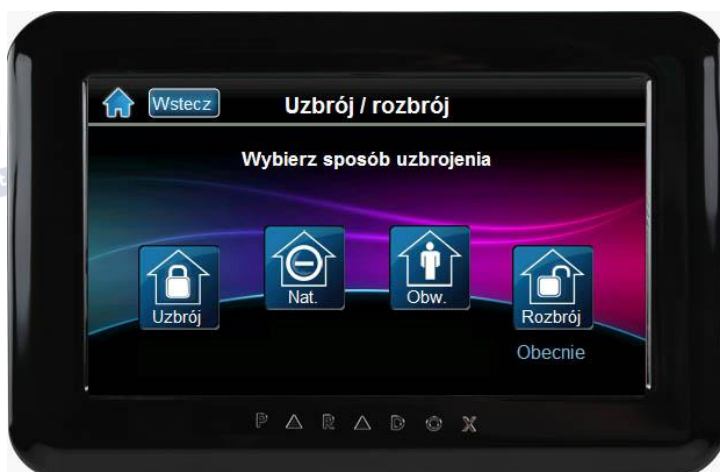 Wstecz
Uzbrój / rozbrój
Wybierz sposób uzbrojenia
Uzbrój
Nat.
Obw.
Rozbrój
Obecnie
PARADOX